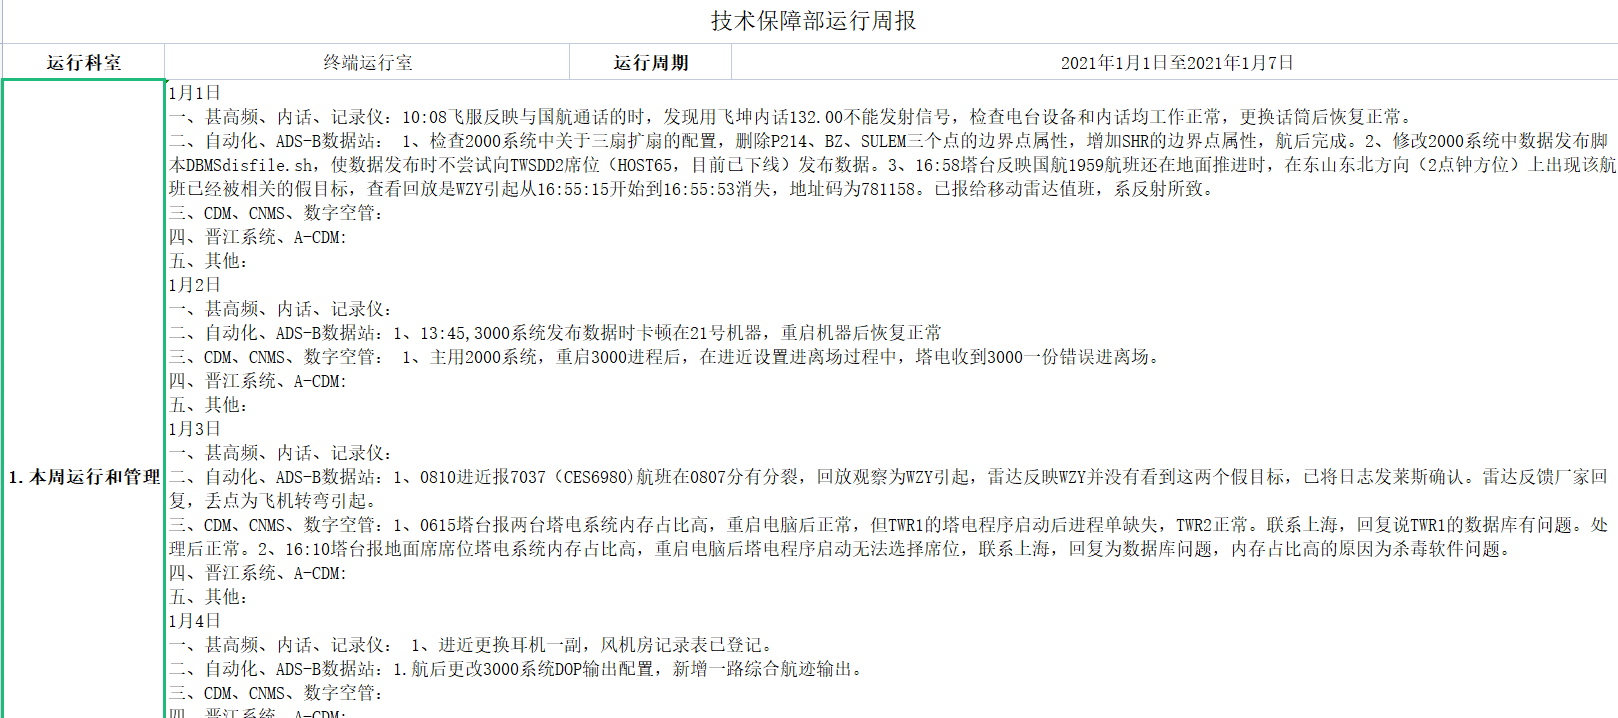 技术保障部运行周报
运行科室 终端运行室 运行周期 2021年1月1日至2021年1月7日
1.本周运行和管理
1月1日
一、甚高频、内话、记录仪：10:08飞服反映与国航通话的时，发现用飞坤内话132.00不能发射信号，检查电台设备和内话均工作正常，更换话筒后恢复正常。
二、自动化、ADS-B数据站： 1、检查2000系统中关于三扇扩扇的配置，删除P214、BZ、SULEM三个点的边界点属性，增加SHR的边界点属性，航后完成。2、修改2000系统中数据发布脚
本DBMSdisfile.sh，使数据发布时不尝试向TWSDD2席位（HOST65，目前已下线）发布数据。3、16:58塔台反映国航1959航班还在地面推进时，在东山东北方向（2点钟方位）上出现该航
班已经被相关的假目标，查看回放是WZY引起从16:55:15开始到16:55:53消失，地址码为781158。已报给移动雷达值班，系反射所致。
三、CDM、CNMS、数字空管：
四、晋江系统、A-CDM:
五、其他：
1月2日
一、甚高频、内话、记录仪：
二、自动化、ADS-B数据站：1、13:45,3000系统发布数据时卡顿在21号机器，重启机器后恢复正常
三、CDM、CNMS、数字空管： 1、主用2000系统，重启3000进程后，在进近设置进离场过程中，塔电收到3000一份错误进离场。
四、晋江系统、A-CDM:
五、其他：
1月3日
一、甚高频、内话、记录仪：
二、自动化、ADS-B数据站：1、0810进近报7037（CES6980)航班在0807分有分裂，回放观察为WZY引起，雷达反映WZY并没有看到这两个假目标，已将日志发莱斯确认。雷达反馈厂家回
复，丢点为飞机转弯引起。
三、CDM、CNMS、数字空管：1、0615塔台报两台塔电系统内存占比高，重启电脑后正常，但TWR1的塔电程序启动后进程单缺失，TWR2正常。联系上海，回复说TWR1的数据库有问题。处
理后正常。2、16:10塔台报地面席席位塔电系统内存占比高，重启电脑后塔电程序启动无法选择席位，联系上海，回复为数据库问题，内存占比高的原因为杀毒软件问题。
四、晋江系统、A-CDM:
五、其他：
1月4日
一、甚高频、内话、记录仪： 1、进近更换耳机一副，风机房记录表已登记。
二、自动化、ADS-B数据站：1.航后更改3000系统DOP输出配置，新增一路综合航迹输出。
三、CDM、CNMS、数字空管：
四、晋江系统、A-CDM: